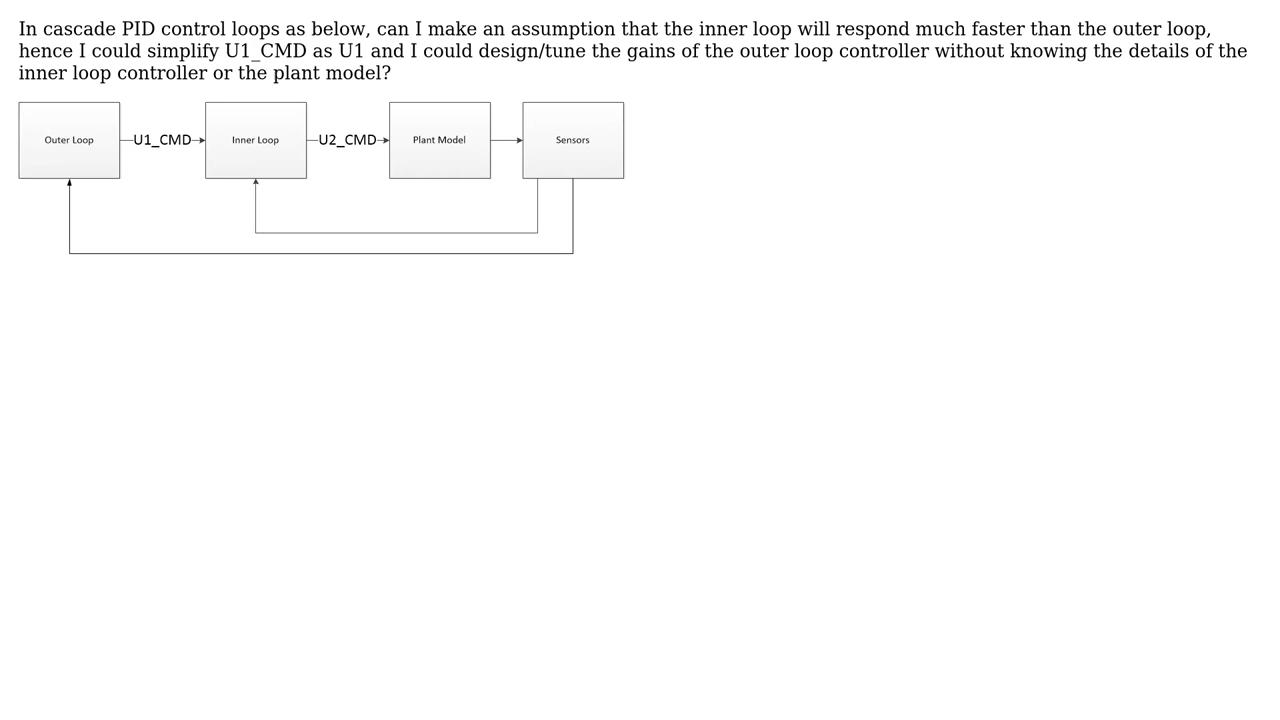 In cascade PID control loops as below, can I make an assumption that the inner loop will respond much faster than the outer loop,
hence I could simplify U1_CMD as U1 and I could design/tune the gains of the outer loop controller without knowing the details of the
inner loop controller or the plant model?
Outer Loop U1_CMD Inner Loop U2_CMD Plant Model Sensors